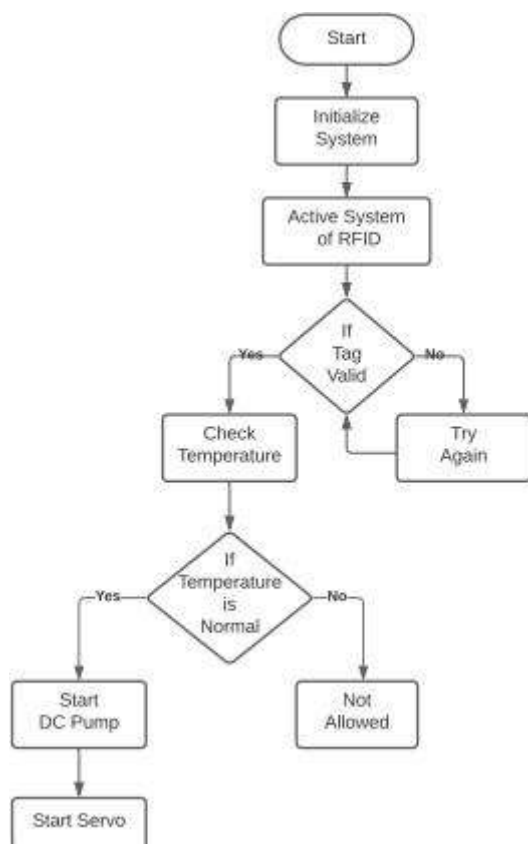 Start
Initialize
System
Active System
of RFID
If
Tag
Valid
Yes
No
Check
Temperature
Try
Again
If
Temperature
is
Normal
Yes
No
Start
DC Pump
Not
Allowed
Start Servo